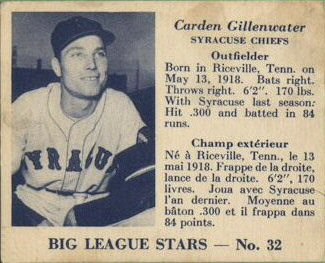 Carden Gillenwater
SYRACUSE CHIEFS
Outfielder
Born in Riceville, Tenn. on
May 13, 1918. Bats right.
Throws right. 6'2". 170 lbs.
With Syracuse last season:
Hit .300 and batted in 84
runs.
Champ extérieur
Né à Riceville, Tenn., le 13
mai 1918. Frappe de la droite,
lance de la droite. 6'2", 170
livres. Joua avec Syracuse
l'an dernier. Moyenne au
bâton .300 et il frappa dans
84 points.
SYRACUS
BIG LEAGUE STARS — No. 32